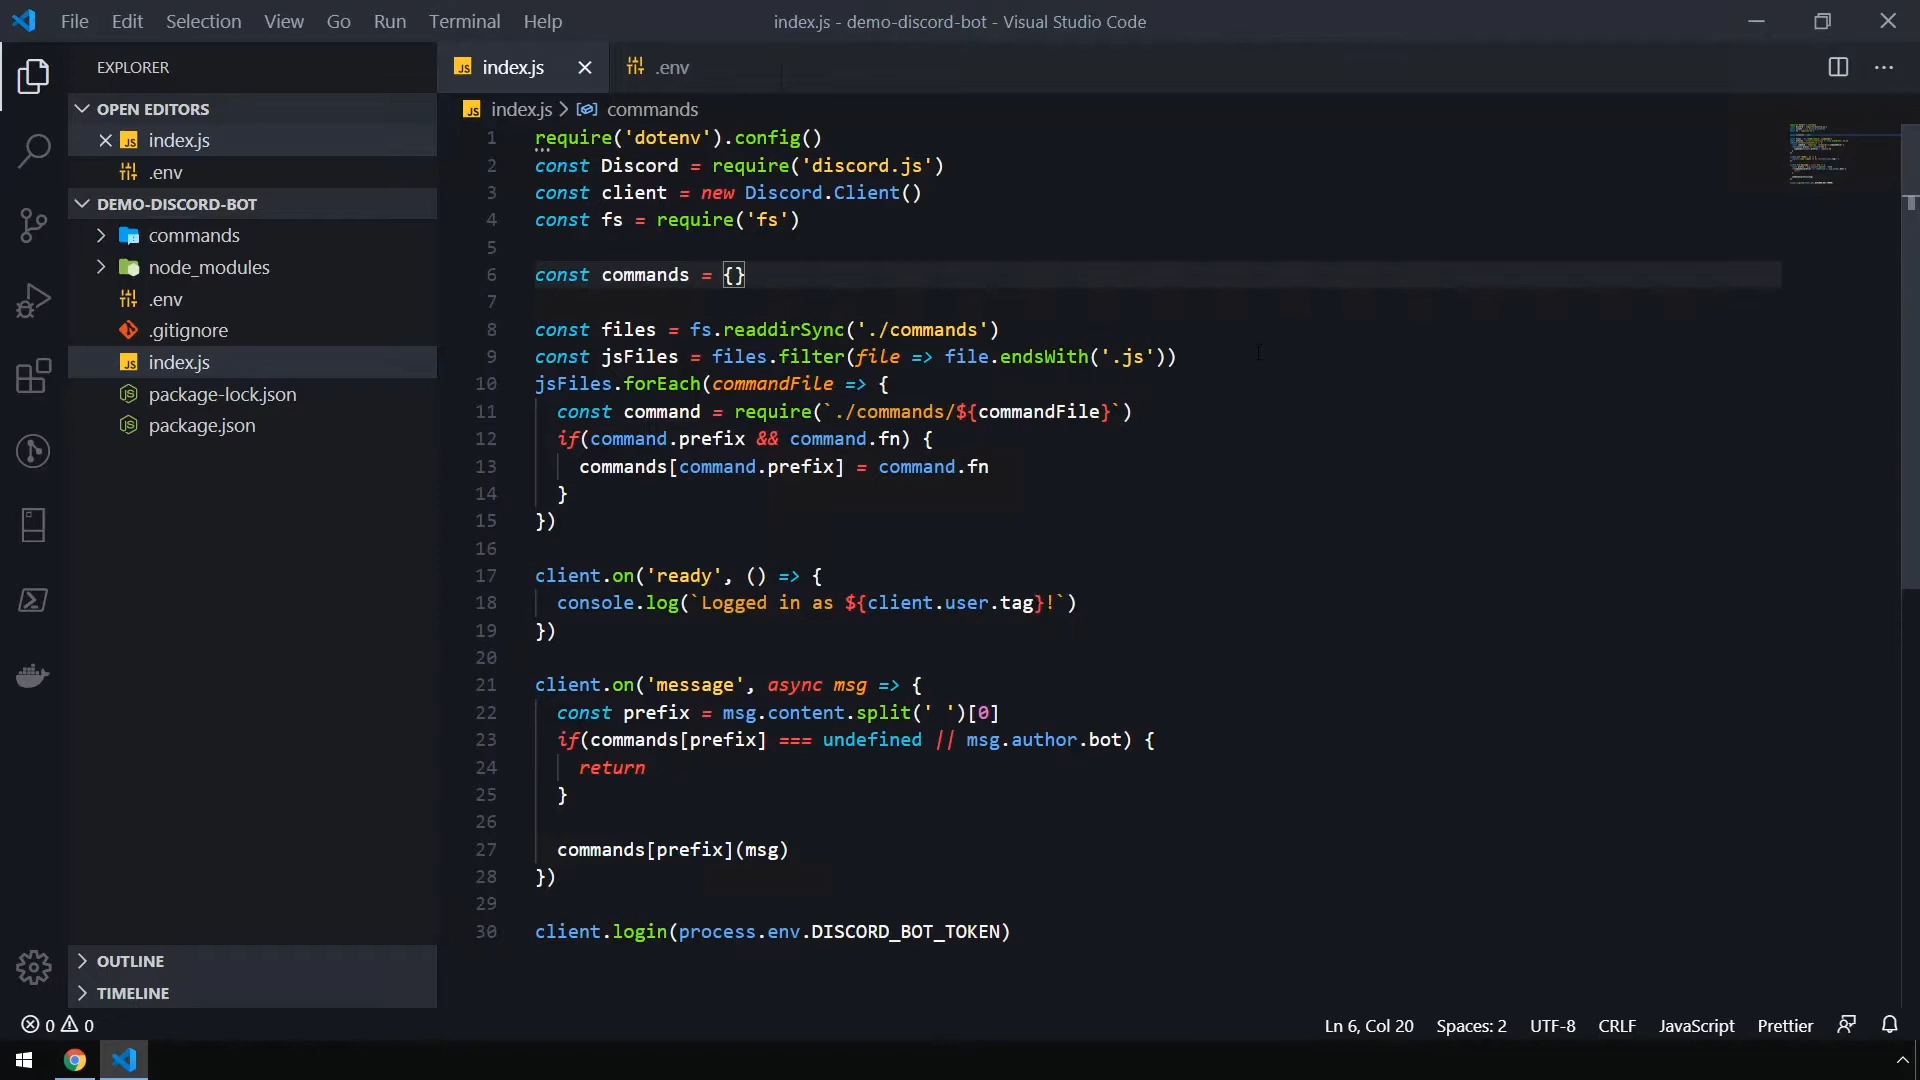 File Edit Selection View Go Run Terminal Help
index.js - demo-discord-bot - Visual Studio Code
EXPLORER
OPEN EDITORS
index.js
.env
DEMO-DISCORD-BOT
commands
node_modules
.env
.gitignore
index.js
package-lock.json
package.json
OUTLINE
TIMELINE
index.js
.env
index.js > commands
1 require('dotenv').config()
2 const Discord = require('discord.js')
3 const client = new Discord.Client()
4 const fs = require('fs')
5
6 const commands = {}
7
8 const files = fs.readdirSync('./commands')
9 const jsFiles = files.filter(file => file.endsWith('.js'))
10 jsFiles.forEach(commandFile => {
11   const command = require(`./commands/${commandFile}`)
12   if(command.prefix && command.fn) {
13     commands[command.prefix] = command.fn
14   }
15 })
16
17 client.on('ready', () => {
18   console.log(`Logged in as ${client.user.tag}!`)
19 })
20
21 client.on('message', async msg => {
22   const prefix = msg.content.split(' ')[0]
23   if(commands[prefix] === undefined || msg.author.bot) {
24     return
25   }
26
27   commands[prefix](msg)
28 })
29
30 client.login(process.env.DISCORD_BOT_TOKEN)
0 0
Ln 6, Col 20 Spaces: 2 UTF-8 CRLF JavaScript Prettier